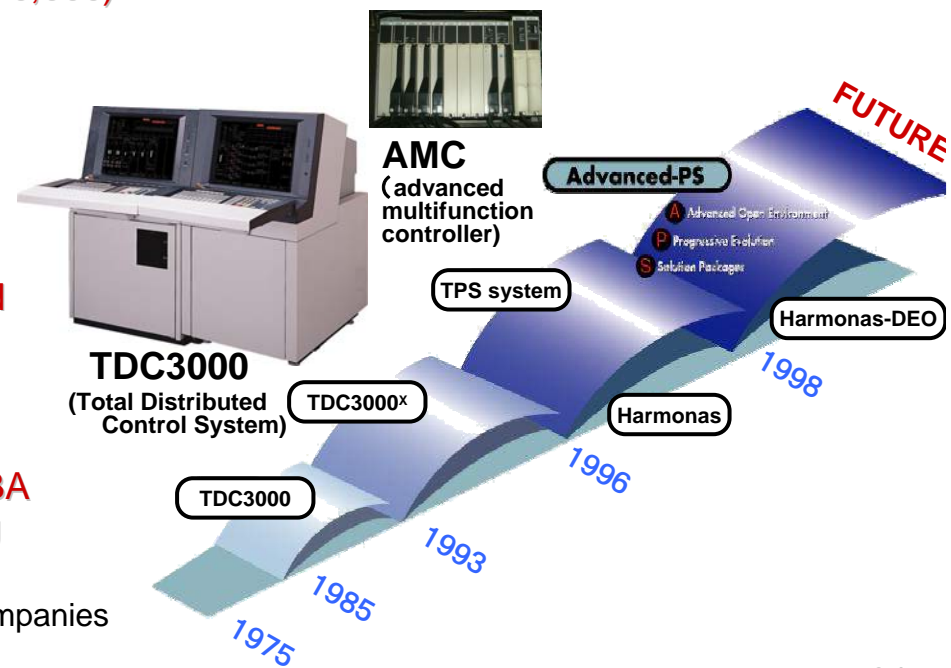 FUTURE
AMC
(advanced
multifunction
controller)
Advanced-PS
A Advanced Open Environment
P Progressive Evolution
S Solution Packages
TPS system
Harmonas-DEO
TDC3000
(Total Distributed
Control System)
TDC3000x
Harmonas
1998
1996
TDC3000
BA
1993
1985
mpanies
1975